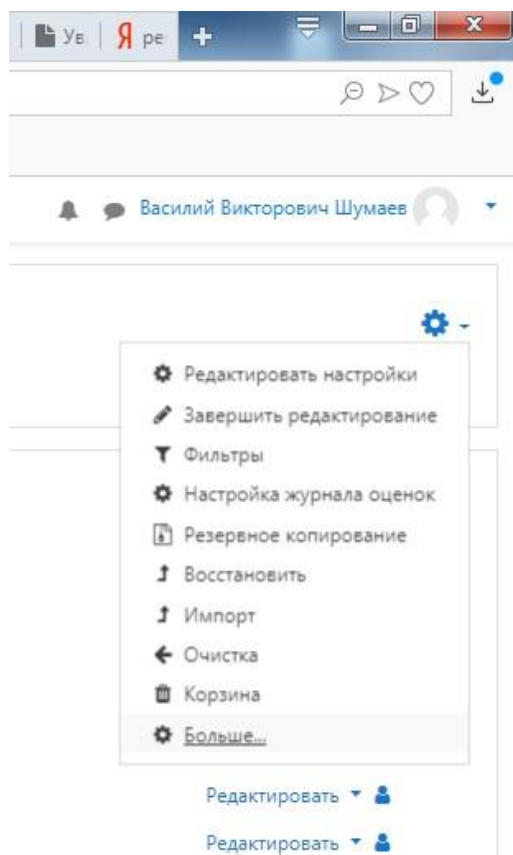 Ув Я ре
Василий Викторович Шумаев
Редактировать настройки
Завершить редактирование
Фильтры
Настройка журнала оценок
Резервное копирование
Восстановить
Импорт
Очистка
Корзина
Больше...
Редактировать
Редактировать